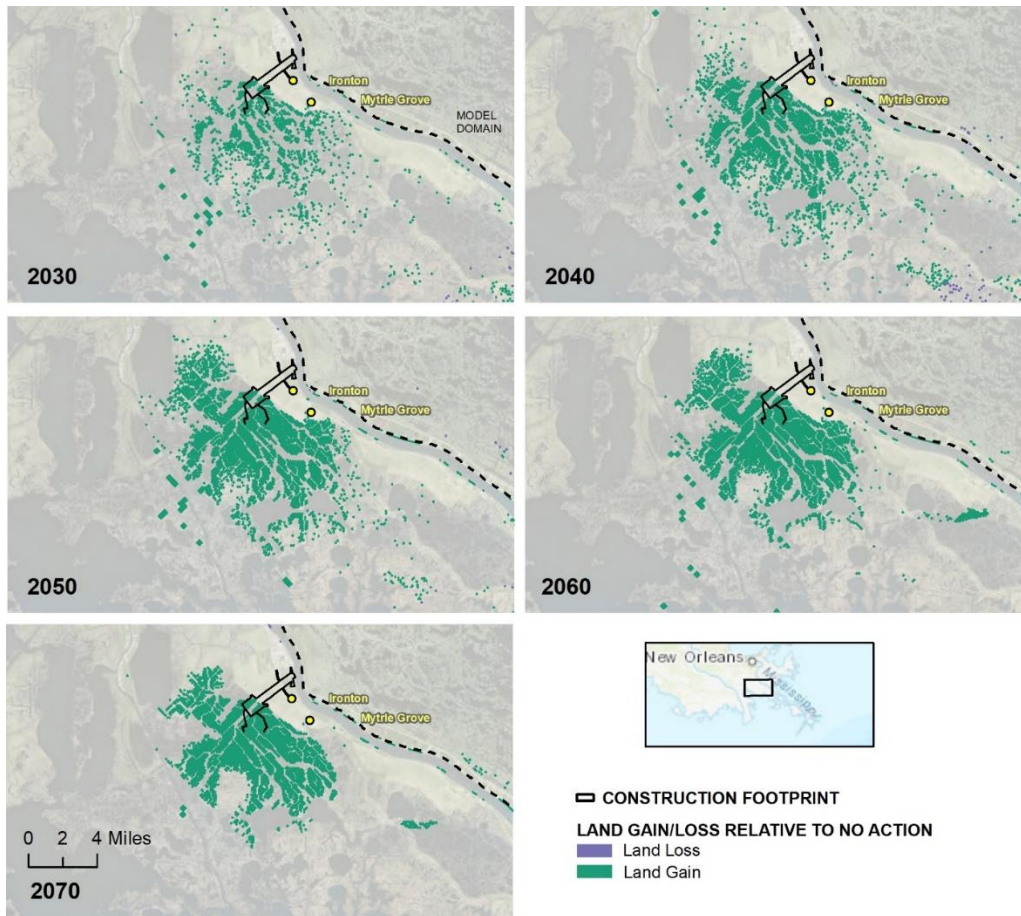 Ironton
Mytrle Grove
MODEL
DOMAIN
2030
Ironton
Mytrle Grove
2040
Ironton
Mytrle Grove
2050
Ironton
Mytrle Grove
2060
Ironton
Mytrle Grove
0 2 4 Miles
2070
New Orleans
Mississippi
CONSTRUCTION FOOTPRINT
LAND GAIN/LOSS RELATIVE TO NO ACTION
Land Loss
Land Gain